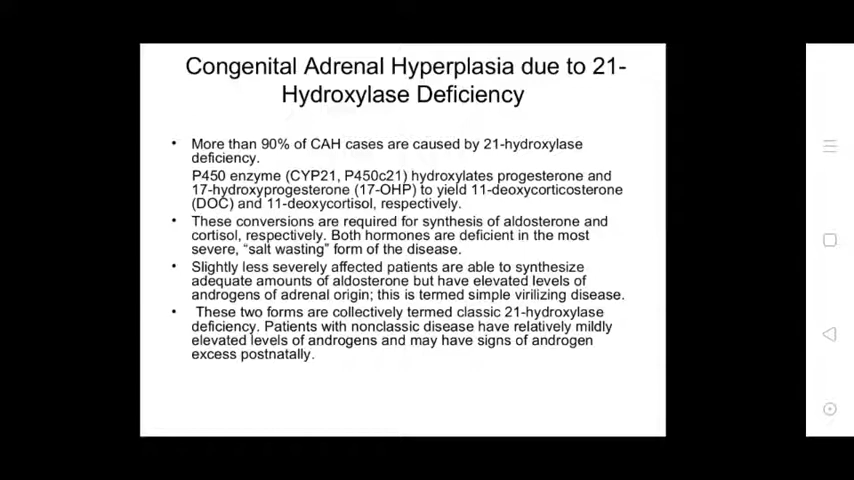 Congenital Adrenal Hyperplasia due to 21-
Hydroxylase Deficiency
• More than 90% of CAH cases are caused by 21-hydroxylase
deficiency.
P450 enzyme (CYP21, P450c21) hydroxylates progesterone and
17-hydroxyprogesterone (17-OHP) to yield 11-deoxycorticosterone
(DOC) and 11-deoxycortisol, respectively.
• These conversions are required for synthesis of aldosterone and
cortisol, respectively. Both hormones are deficient in the most
severe, “salt wasting” form of the disease.
• Slightly less severely affected patients are able to synthesize
adequate amounts of aldosterone but have elevated levels of
androgens of adrenal origin; this is termed simple virilizing disease.
• These two forms are collectively termed classic 21-hydroxylase
deficiency. Patients with nonclassic disease have relatively mildly
elevated levels of androgens and may have signs of androgen
excess postnatally.